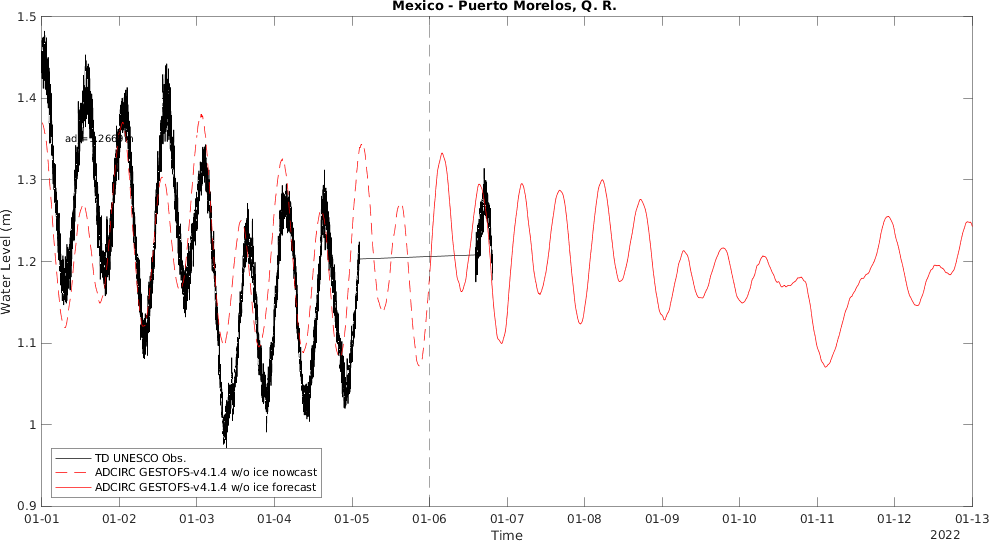 Mexico - Puerto Morelos, Q. R.
1.5
1.4
1.3
1.2
1.1
1
0.9
Water Level (m)
TD UNESCO Obs.
ADCIRC GESTOFS-v4.1.4 w/o ice nowcast
ADCIRC GESTOFS-v4.1.4 w/o ice forecast
01-01 01-02 01-03 01-04 01-05 01-06 01-07 01-08 01-09 01-10 01-11 01-12 01-13
Time
2022